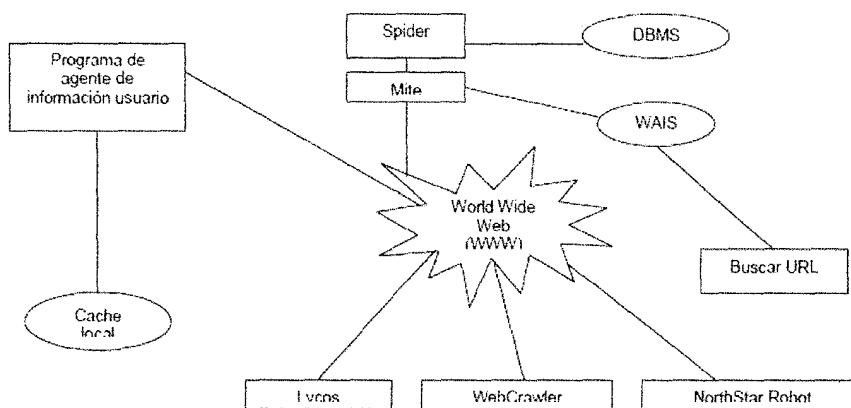 Programa de
agente de
información usuario
Spider
DBMS
Mite
WAIS
World Wide
Web
(WWW)
Buscar URL
Cache
local
Lycos
WebCrawler
NorthStar Robot